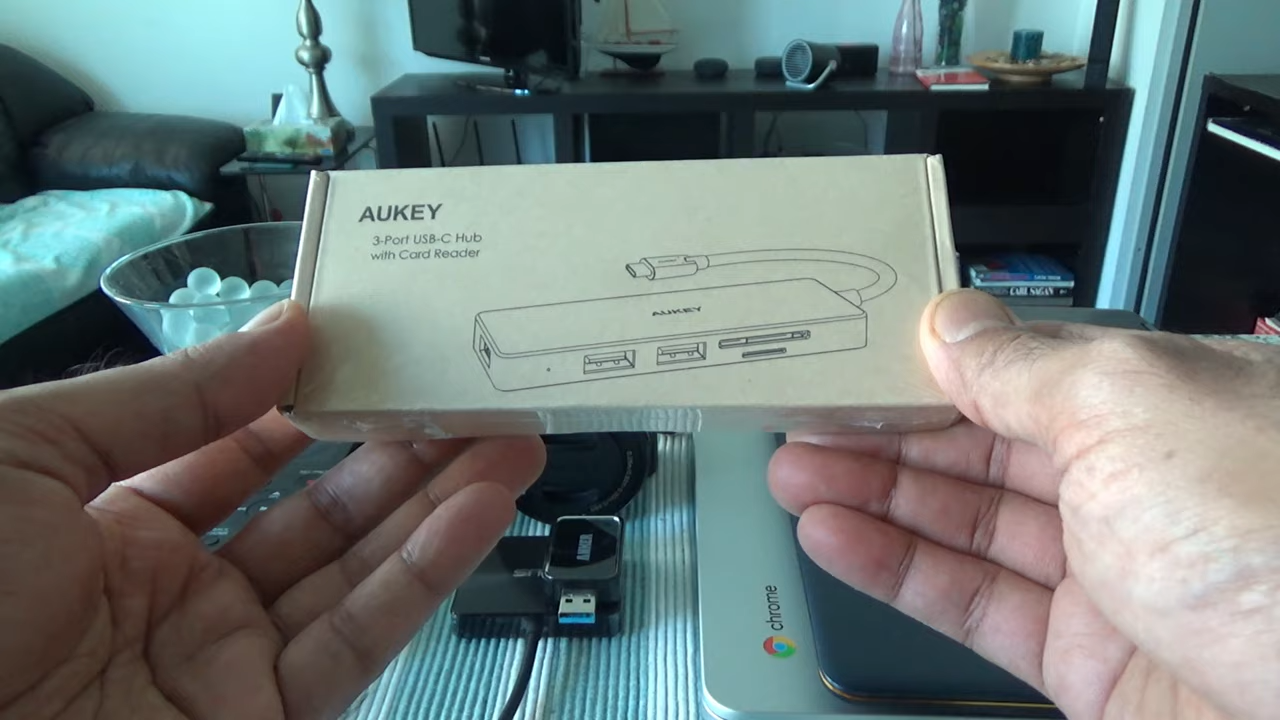 AUKEY
3-Port USB-C Hub
with Card Reader
AUKEY
CARL SAGAN
ANKER
chrome